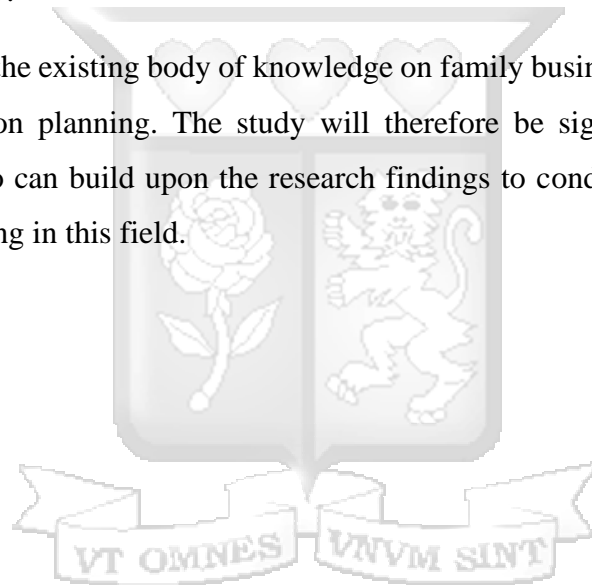 the existing body of knowledge on family busin
on planning. The study will therefore be sig
o can build upon the research findings to cond
ng in this field.
VT OMNES VNVM SINT